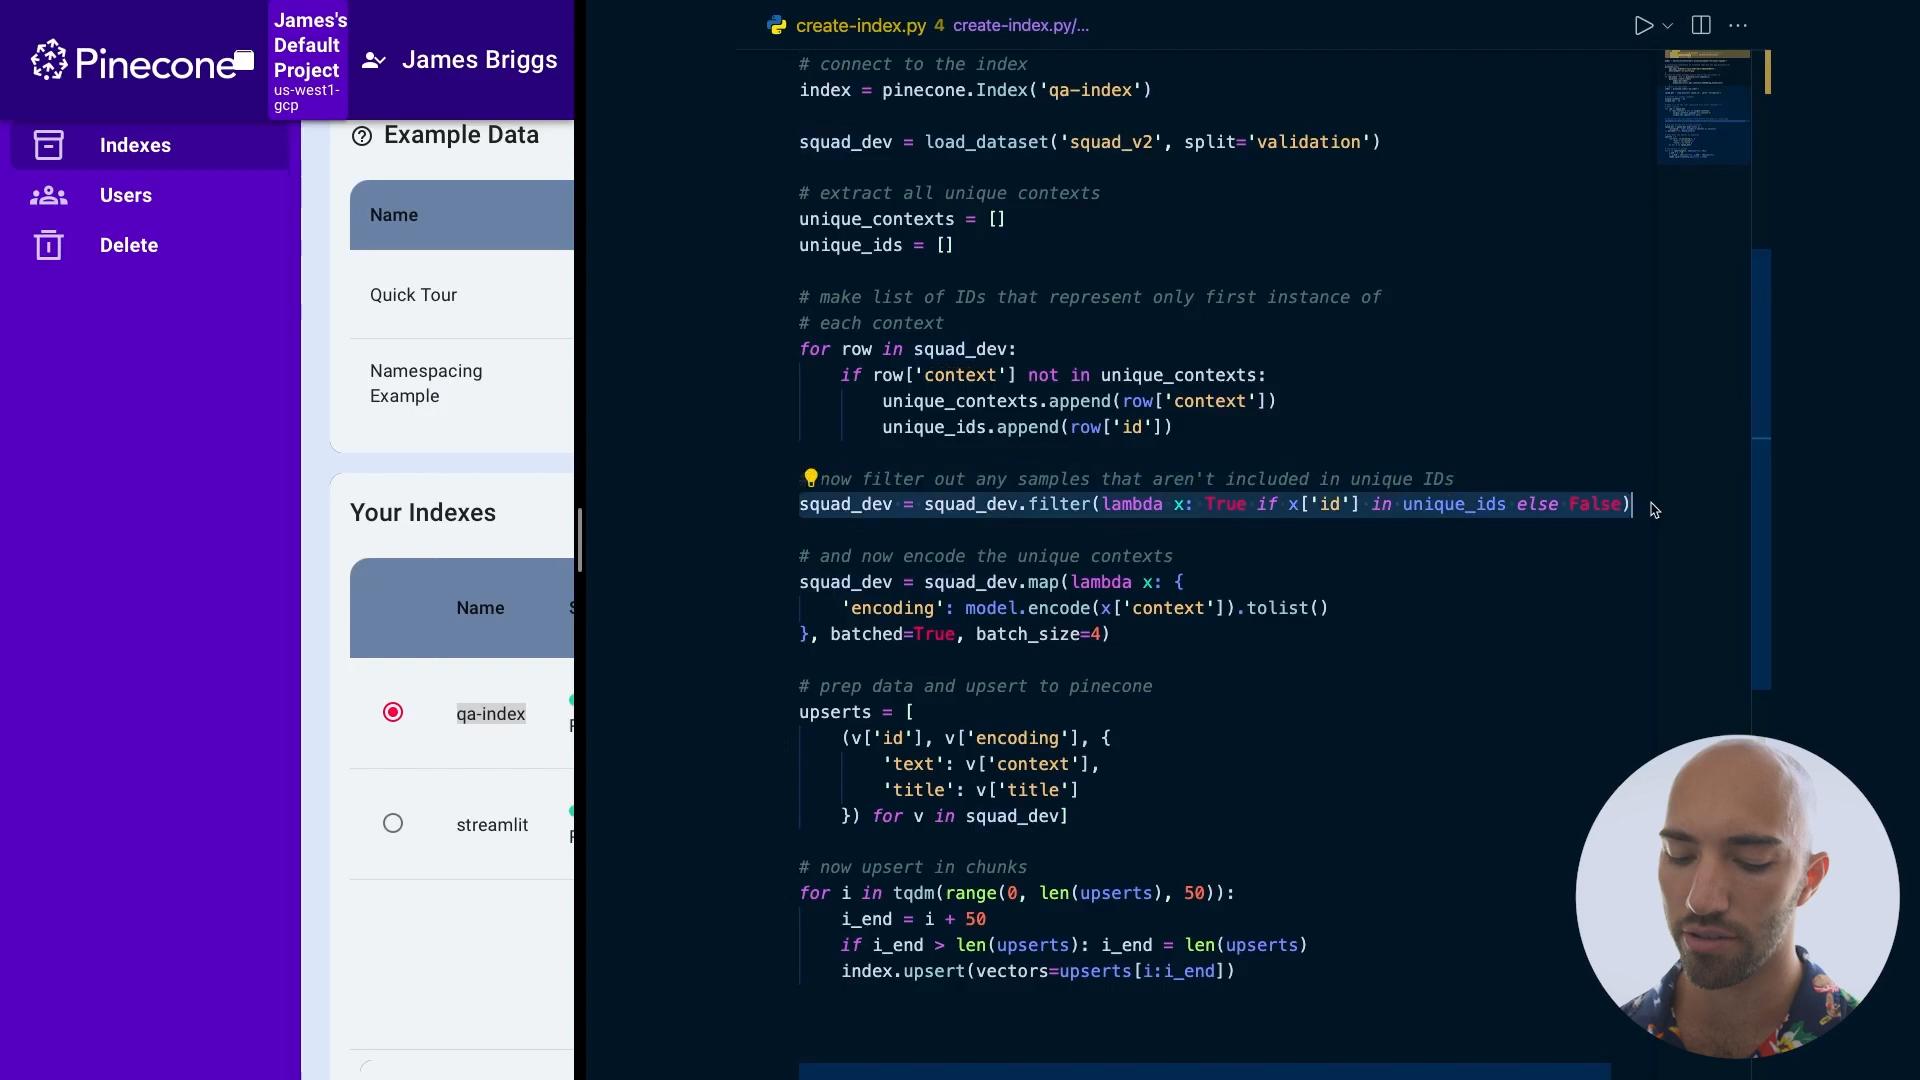 Pinecone
James's
Default
Project
us-west1-
gcp
James Briggs
Indexes
Users
Delete
Example Data
Name
Quick Tour
Namespacing
Example
Your Indexes
Name
qa-index
streamlit
create-index.py 4 create-index.py/...
# connect to the index
index = pinecone.Index('qa-index')
squad_dev = load_dataset('squad_v2', split='validation')
# extract all unique contexts
unique_contexts = []
unique_ids = []
# make list of IDs that represent only first instance of
# each context
for row in squad_dev:
    if row['context'] not in unique_contexts:
        unique_contexts.append(row['context'])
        unique_ids.append(row['id'])
now filter out any samples that aren't included in unique IDs
squad_dev = squad_dev.filter(lambda x: True if x['id'] in unique_ids else False)
# and now encode the unique contexts
squad_dev = squad_dev.map(lambda x: {
    'encoding': model.encode(x['context']).tolist()
}, batched=True, batch_size=4)
# prep data and upsert to pinecone
upserts = [
    (v['id'], v['encoding'], {
        'text': v['context'],
        'title': v['title']
    }) for v in squad_dev]
# now upsert in chunks
for i in tqdm(range(0, len(upserts), 50)):
    i_end = i + 50
    if i_end > len(upserts): i_end = len(upserts)
    index.upsert(vectors=upserts[i:i_end])